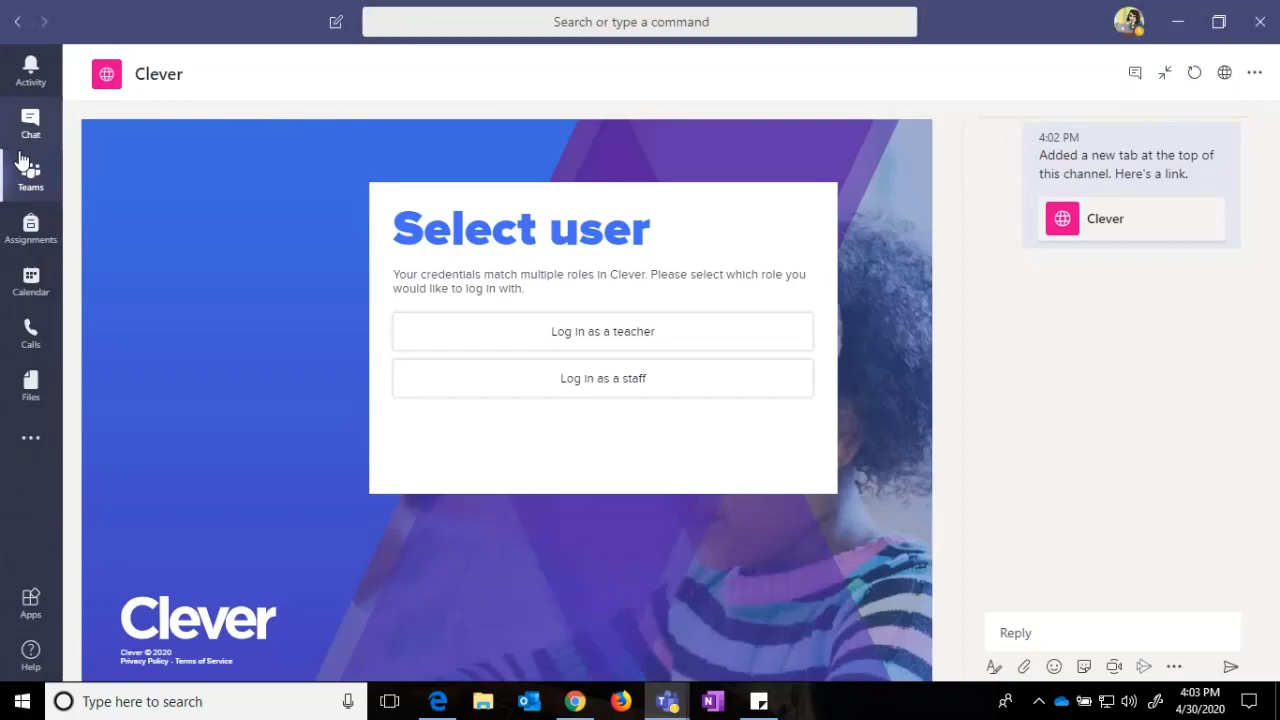 Search or type a command
Activity
Chat
Teams
Assignments
Calendar
Calls
Files
Apps
Help
Clever
Select user
Your credentials match multiple roles in Clever. Please select which role you
would like to log in with.
Log in as a teacher
Log in as a staff
Clever
Clever © 2020
Privacy Policy - Terms of Service
4:02 PM
Added a new tab at the top of
this channel. Here's a link.
Clever
Reply
Type here to search
4:03 PM
4/30/2020